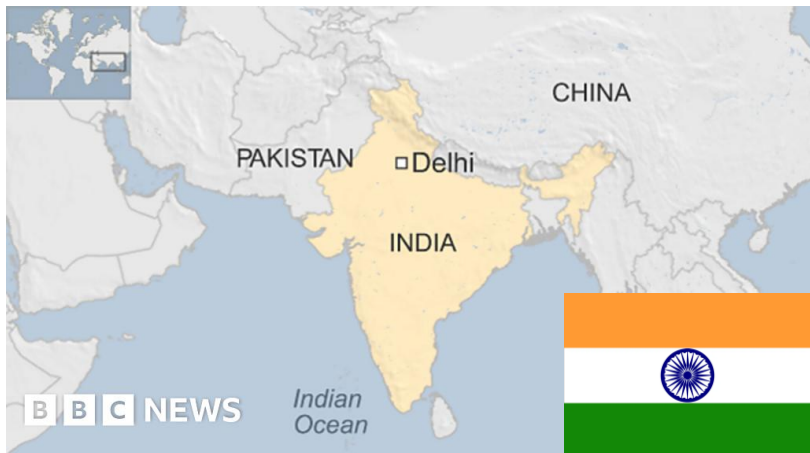 CHINA
PAKISTAN
Delhi
INDIA
Indian
Ocean
BBC NEWS